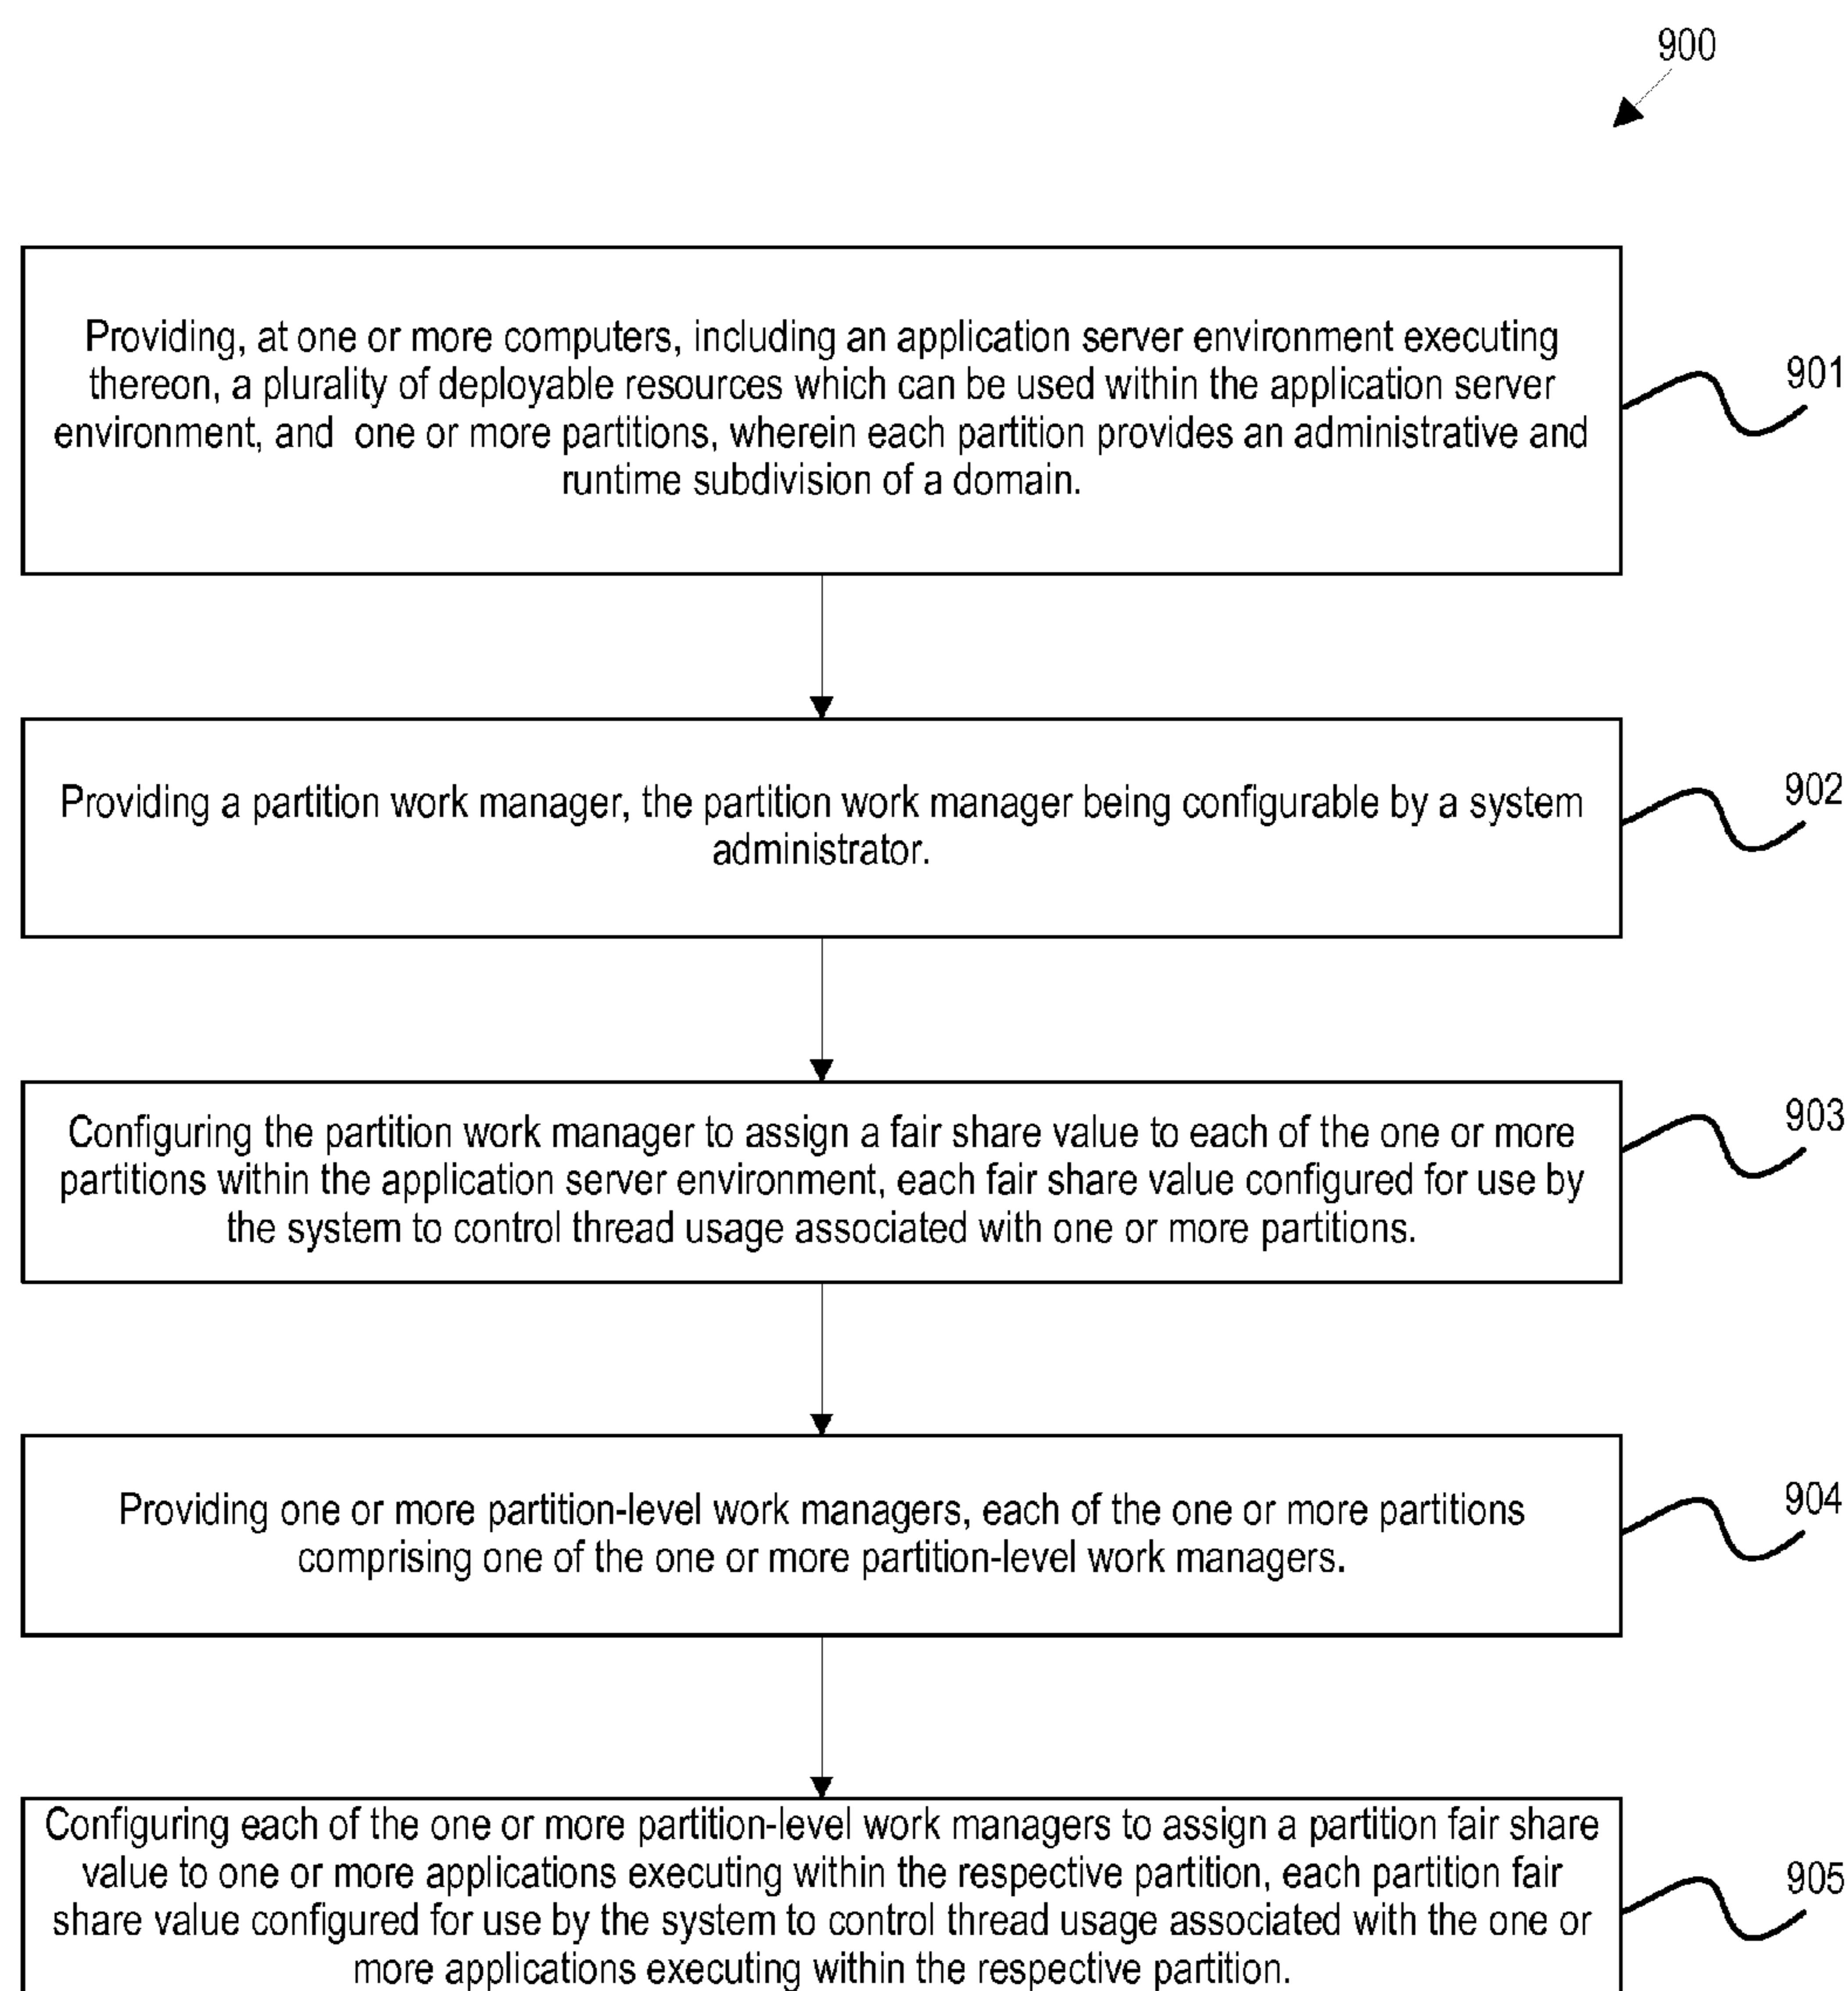 900
Providing, at one or more computers, including an application server environment executing
thereon, a plurality of deployable resources which can be used within the application server
environment, and one or more partitions, wherein each partition provides an administrative and
runtime subdivision of a domain.
901
Providing a partition work manager, the partition work manager being configurable by a system
administrator.
902
Configuring the partition work manager to assign a fair share value to each of the one or more
partitions within the application server environment, each fair share value configured for use by
the system to control thread usage associated with one or more partitions.
903
Providing one or more partition-level work managers, each of the one or more partitions
comprising one of the one or more partition-level work managers.
904
Configuring each of the one or more partition-level work managers to assign a partition fair share
value to one or more applications executing within the respective partition, each partition fair
share value configured for use by the system to control thread usage associated with the one or
more applications executing within the respective partition.
905